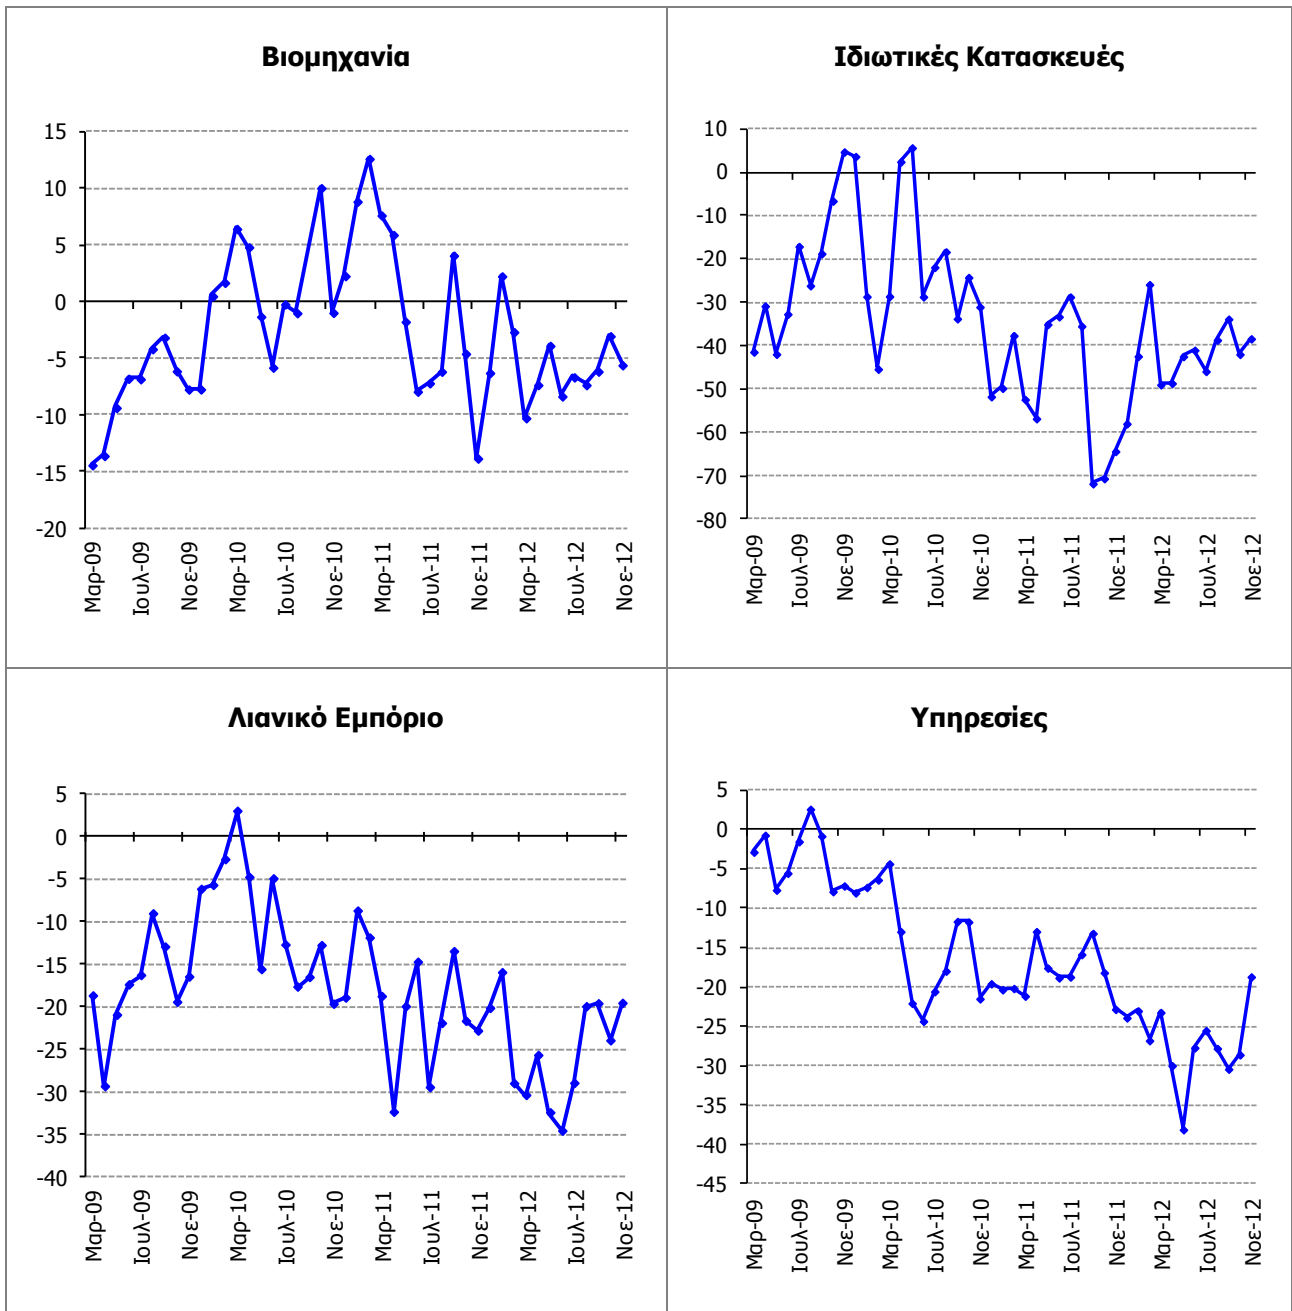 Βιομηχανία
15
10
5
0
-5
-10
-15
-20
Μαρ-09
Ιουλ-09
Νοε-09
Μαρ-10
Ιουλ-10
Νοε-10
Μαρ-11
Ιουλ-11
Νοε-11
Μαρ-12
Ιουλ-12
Νοε-12
Ιδιωτικές Κατασκευές
10
0
-10
-20
-30
-40
-50
-60
-70
-80
Μαρ-09
Ιουλ-09
Νοε-09
Μαρ-10
Ιουλ-10
Νοε-10
Μαρ-11
Ιουλ-11
Νοε-11
Μαρ-12
Ιουλ-12
Νοε-12
Λιανικό Εμπόριο
5
0
-5
-10
-15
-20
-25
-30
-35
-40
Μαρ-09
Ιουλ-09
Νοε-09
Μαρ-10
Ιουλ-10
Νοε-10
Μαρ-11
Ιουλ-11
Νοε-11
Μαρ-12
Ιουλ-12
Νοε-12
Υπηρεσίες
5
0
-5
-10
-15
-20
-25
-30
-35
-40
-45
Μαρ-09
Ιουλ-09
Νοε-09
Μαρ-10
Ιουλ-10
Νοε-10
Μαρ-11
Ιουλ-11
Νοε-11
Μαρ-12
Ιουλ-12
Νοε-12